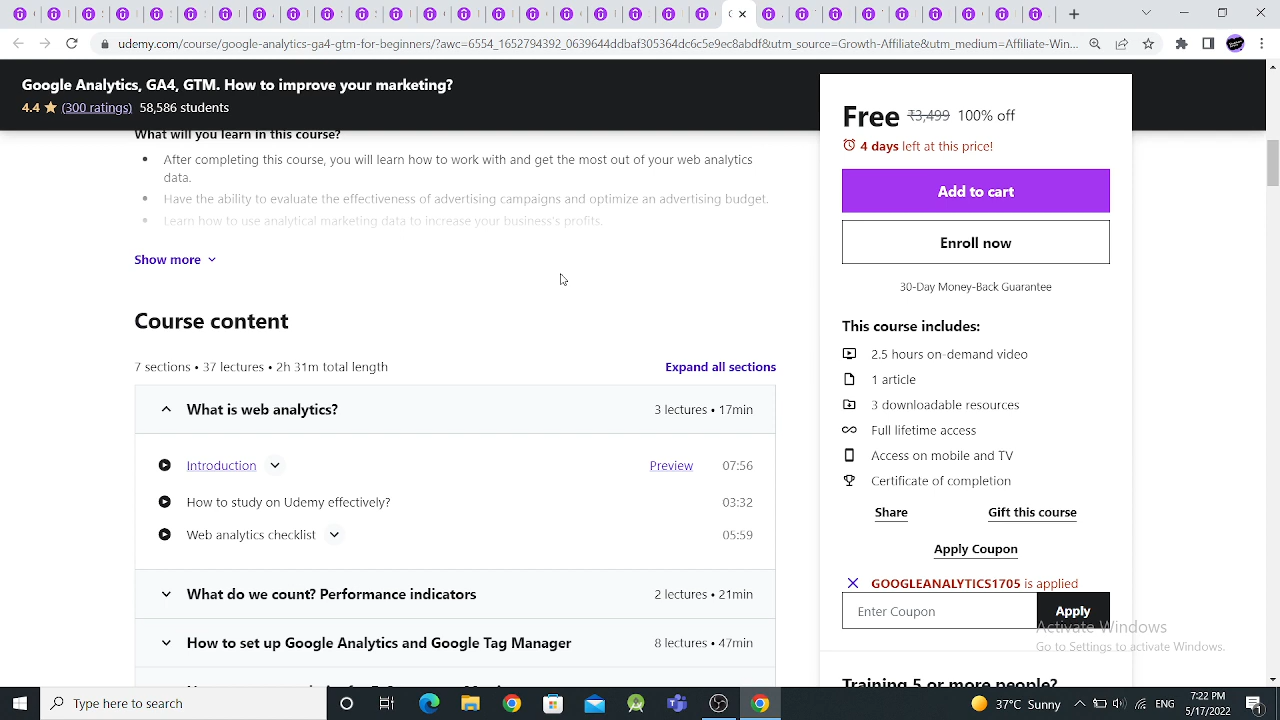 udemy.com/course/google-analytics-ga4-gtm-for-beginners/?awc=6554_1652795392_0639644ddbaf305364dc6c5e9ec8abdf&utm_source=Growth-Affiliate&utm_medium=Affiliate-Win...
Google Analytics, GA4, GTM. How to improve your marketing?
4.4 (300 ratings) 58,586 students
What will you learn in this course?
After completing this course, you will learn how to work with and get the most out of your web analytics
data.
Have the ability to evaluate the effectiveness of advertising campaigns and optimize an advertising budget.
Learn how to use analytical marketing data to increase your business's profits.
Show more
Course content
7 sections • 37 lectures • 2h 31m total length
Expand all sections
What is web analytics?
3 lectures • 17min
Introduction
Preview
07:56
How to study on Udemy effectively?
03:32
Web analytics checklist
05:59
What do we count? Performance indicators
2 lectures • 21min
How to set up Google Analytics and Google Tag Manager
8 lectures • 47min
Free ₹3,499 100% off
4 days left at this price!
Add to cart
Enroll now
30-Day Money-Back Guarantee
This course includes:
2.5 hours on-demand video
1 article
3 downloadable resources
Full lifetime access
Access on mobile and TV
Certificate of completion
Share
Gift this course
Apply Coupon
GOOGLEANALYTICS1705 is applied
Enter Coupon
Apply
Activate Windows
Go to Settings to activate Windows.
Training 5 or more people?
Type here to search
37°C Sunny
ENG
7:22 PM
5/17/2022